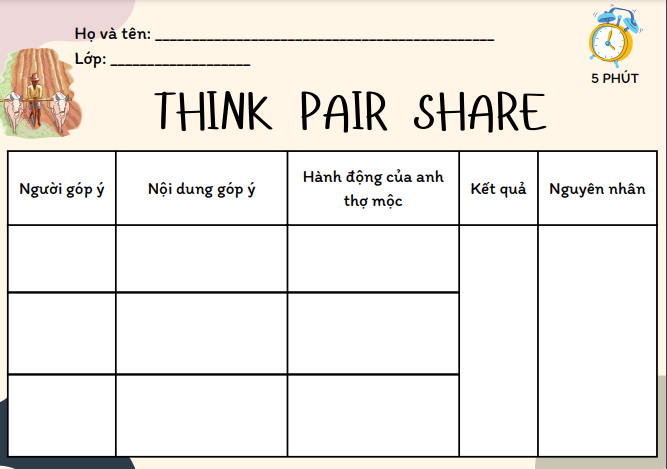 Họ và tên: ___________________________________________
Lớp: __________________
5 PHÚT
THINK PAIR SHARE
Người góp ý
Nội dung góp ý
Hành động của anh
thợ mộc
Kết quả
Nguyên nhân